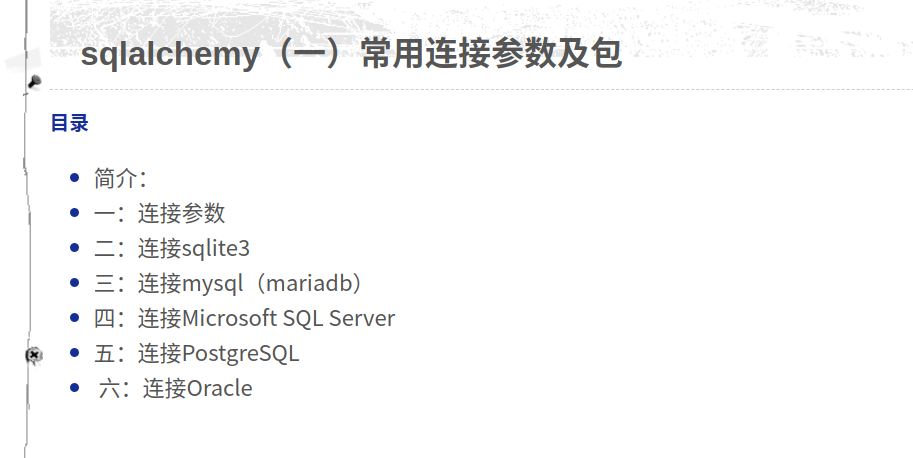 sqlalchemy（一）常用连接参数及包
目录
简介：
一：连接参数
二：连接sqlite3
三：连接mysql（mariadb）
四：连接Microsoft SQL Server
五：连接PostgreSQL
六：连接Oracle